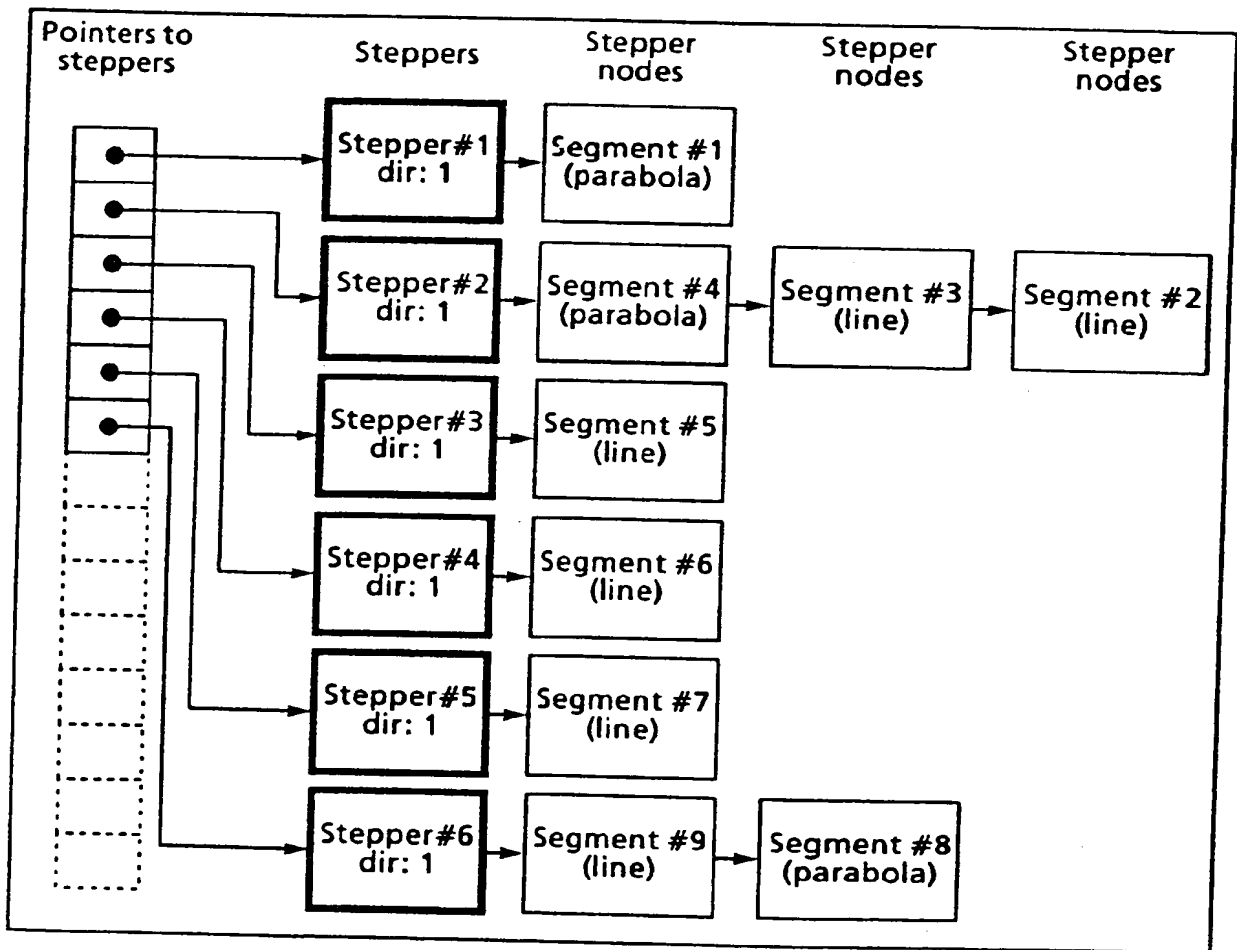 Pointers to
steppers
Steppers
Stepper
nodes
Stepper
nodes
Stepper
nodes
Stepper#1
dir: 1
Segment #1
(parabola)
Stepper#2
dir: 1
Segment #4
(parabola)
Segment #3
(line)
Segment #2
(line)
Stepper#3
dir: 1
Segment #5
(line)
Stepper#4
dir: 1
Segment #6
(line)
Stepper#5
dir: 1
Segment #7
(line)
Stepper#6
dir: 1
Segment #9
(line)
Segment #8
(parabola)